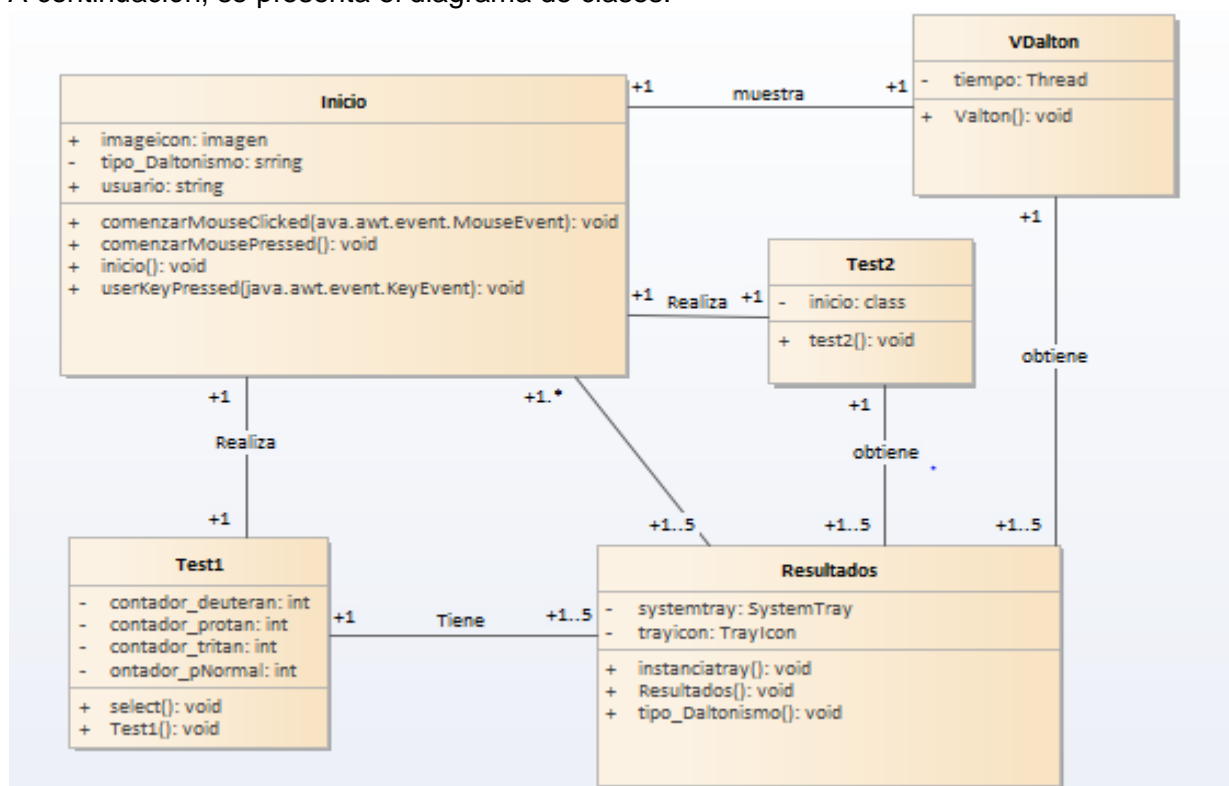 A continuación, se presenta el diagrama de clases.
VDalton
- tiempo: Thread
+ Valton(): void
Inicio
+ imageicon: imagen
- tipo_Daltonismo: srring
+ usuario: string
+ comenzarMouseClicked(ava.awt.event.MouseEvent): void
+ comenzarMousePressed(): void
+ inicio(): void
+ userKeyPressed(java.awt.event.KeyEvent): void
+1 muestra +1
+1
Test2
- inicio: class
+ test2(): void
+1 Realiza +1
obtiene
+1
+1.*
+1
Realiza
obtiene
+1
+1..5
+1..5
+1..5
Test1
- contador_deuteran: int
- contador_protan: int
- contador_tritan: int
- ontador_pNormal: int
+ select(): void
+ Test1(): void
+1 Tiene +1..5
Resultados
- systemtray: SystemTray
- trayicon: TrayIcon
+ instanciatray(): void
+ Resultados(): void
+ tipo_Daltonismo(): void